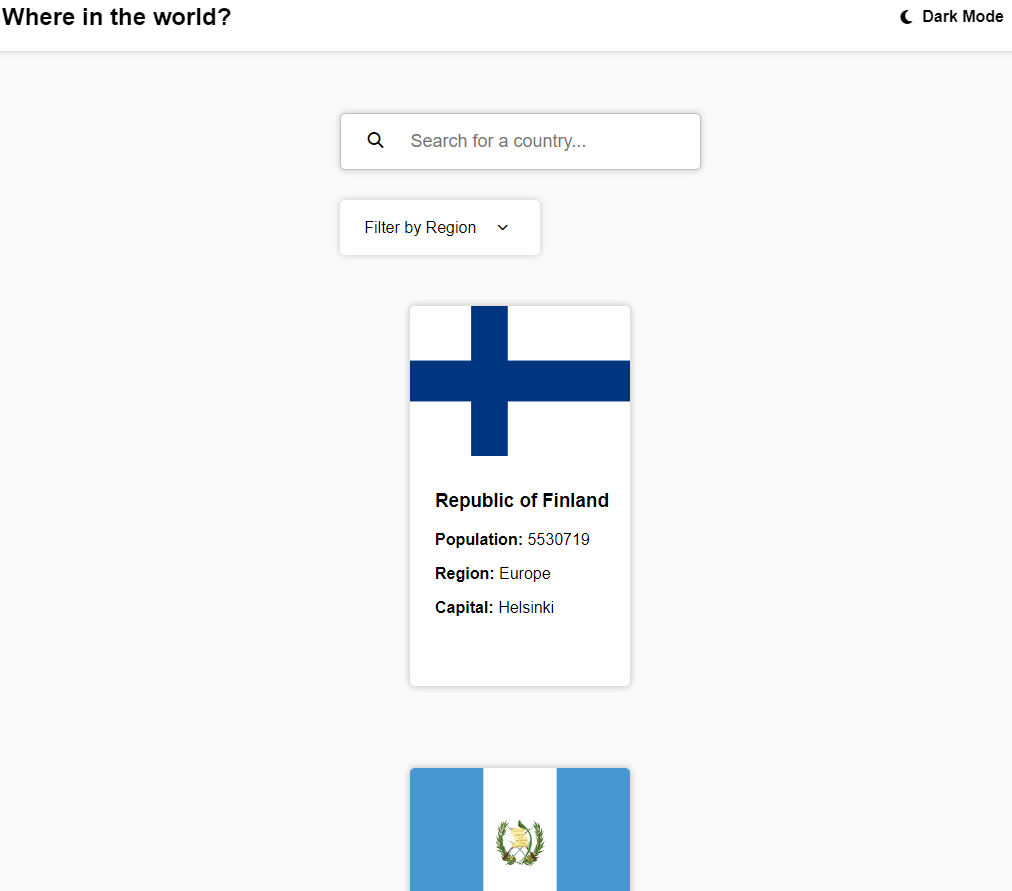 Where in the world?
Dark Mode
Search for a country...
Filter by Region
Republic of Finland
Population: 5530719
Region: Europe
Capital: Helsinki